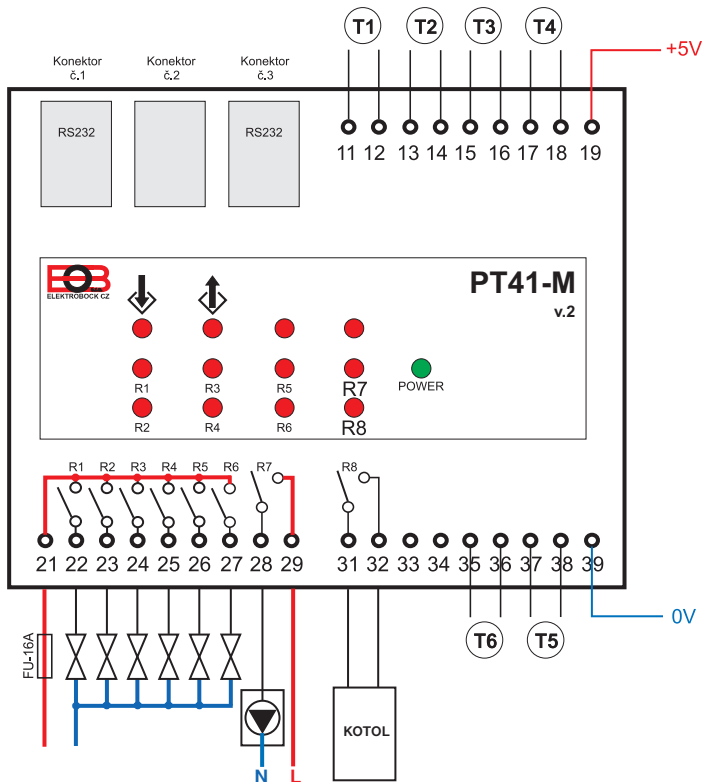 T1 T2 T3 T4
+5V
Konektor č.1
Konektor č.2
Konektor č.3
RS232
RS232
11 12 13 14 15 16 17 18 19
ELEKTROBOCK CZ
PT41-M
v.2
R1 R3 R5 R7 POWER
R2 R4 R6 R8
R1 R2 R3 R4 R5 R6 R7 R8
21 22 23 24 25 26 27 28 29 31 32 33 34 35 36 37 38 39
0V
T6 T5
FU-16A
KOTOL
N L